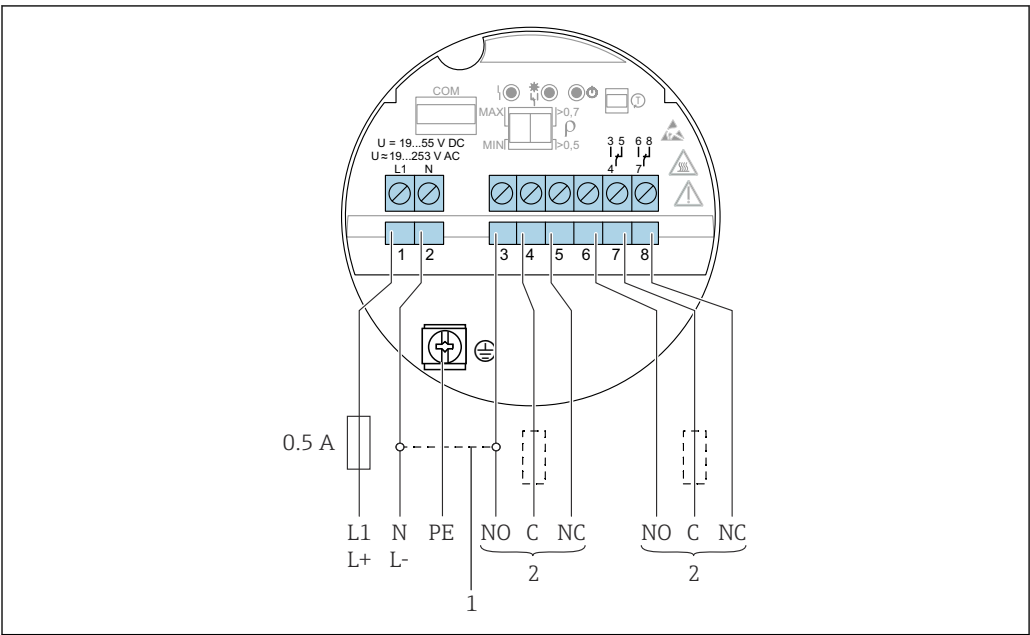 COM
MAX
>0,7
ρ
MIN
>0,5
T
U = 19...55 V DC
U ≈ 19...253 V AC
L1 N
3 5 6 8
4 7
1 2 3 4 5 6 7 8
0.5 A
L1 N PE NO C NC NO C NC
L+ L-
2 2
1